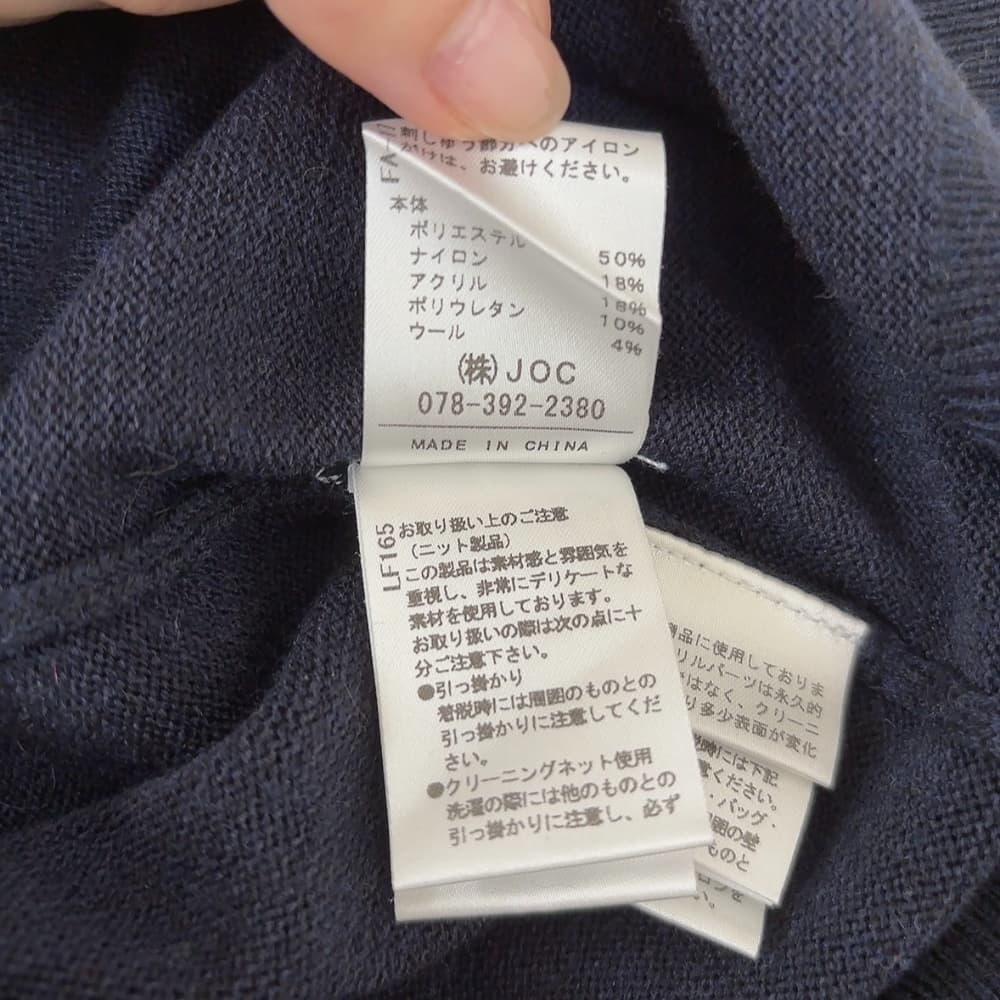 FA-
刺しゅう部分へのアイロン
がけは、お避けください。
本体
ポリエステル 50%
ナイロン 18%
アクリル 18%
ポリウレタン 10%
ウール 4%
(株)JOC
078-392-2380
MADE IN CHINA
LF165
お取り扱い上のご注意
(ニット製品)
この製品は素材感と雰囲気を
重視し、非常にデリケートな
素材を使用しております。
お取り扱いの際は次の点に十
分ご注意下さい。
●引っ掛かり
着脱時には周囲のものとの
引っ掛かりに注意してくだ
さい。
●クリーニングネット使用
洗濯の際には他のものとの
引っ掛かりに注意し、必ず
品に使用しておりま
リルパーツは永久的
ではなく、クリーニ
り多少表面が変化
時には下記
ください。
・バッグ・
囲の壁
ものと
い。